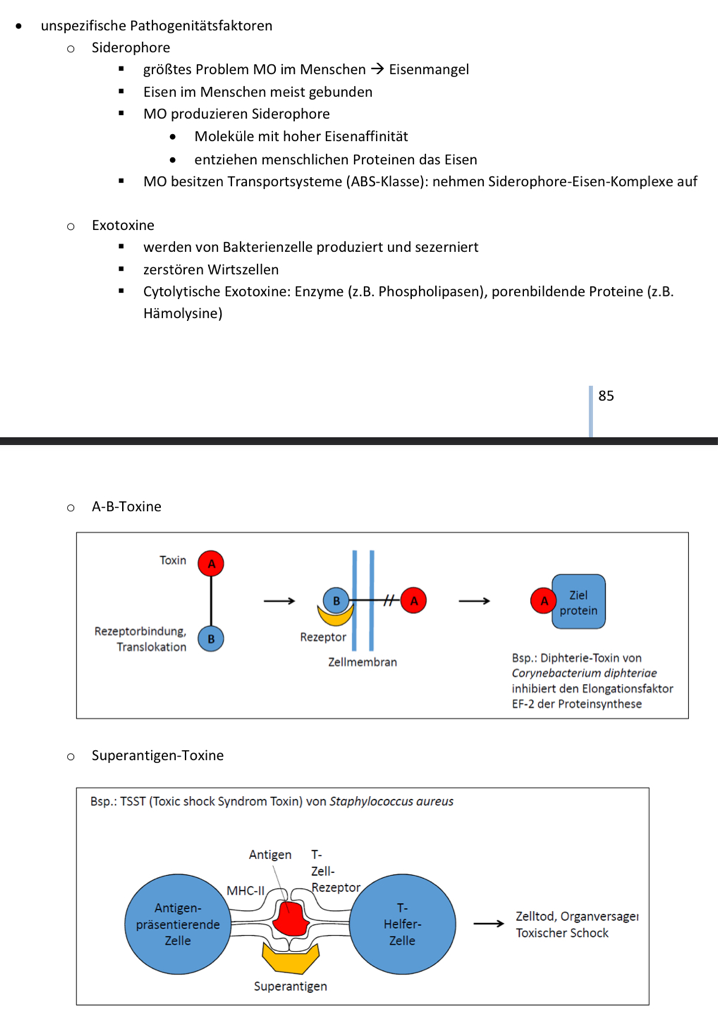 • unspezifische Pathogenitätsfaktoren
o Siderophore
▪ größtes Problem MO im Menschen → Eisenmangel
▪ Eisen im Menschen meist gebunden
▪ MO produzieren Siderophore
• Moleküle mit hoher Eisenaffinität
• entziehen menschlichen Proteinen das Eisen
▪ MO besitzen Transportsysteme (ABS-Klasse): nehmen Siderophore-Eisen-Komplexe auf
o Exotoxine
▪ werden von Bakterienzelle produziert und sezerniert
▪ zerstören Wirtszellen
▪ Cytolytische Exotoxine: Enzyme (z.B. Phospholipasen), porenbildende Proteine (z.B.
Hämolysine)
85
o A-B-Toxine
Toxin
A
Rezeptorbindung,
Translokation
B
B
A
Rezeptor
Zellmembran
A
Ziel
protein
Bsp.: Diphterie-Toxin von
Corynebacterium diphteriae
inhibiert den Elongationsfaktor
EF-2 der Proteinsynthese
o Superantigen-Toxine
Bsp.: TSST (Toxic shock Syndrom Toxin) von Staphylococcus aureus
Antigen
T-
Zell-
Rezeptor
MHC-II
Antigen-
präsentierende
Zelle
T-
Helfer-
Zelle
Zelltod, Organversager
Toxischer Schock
Superantigen